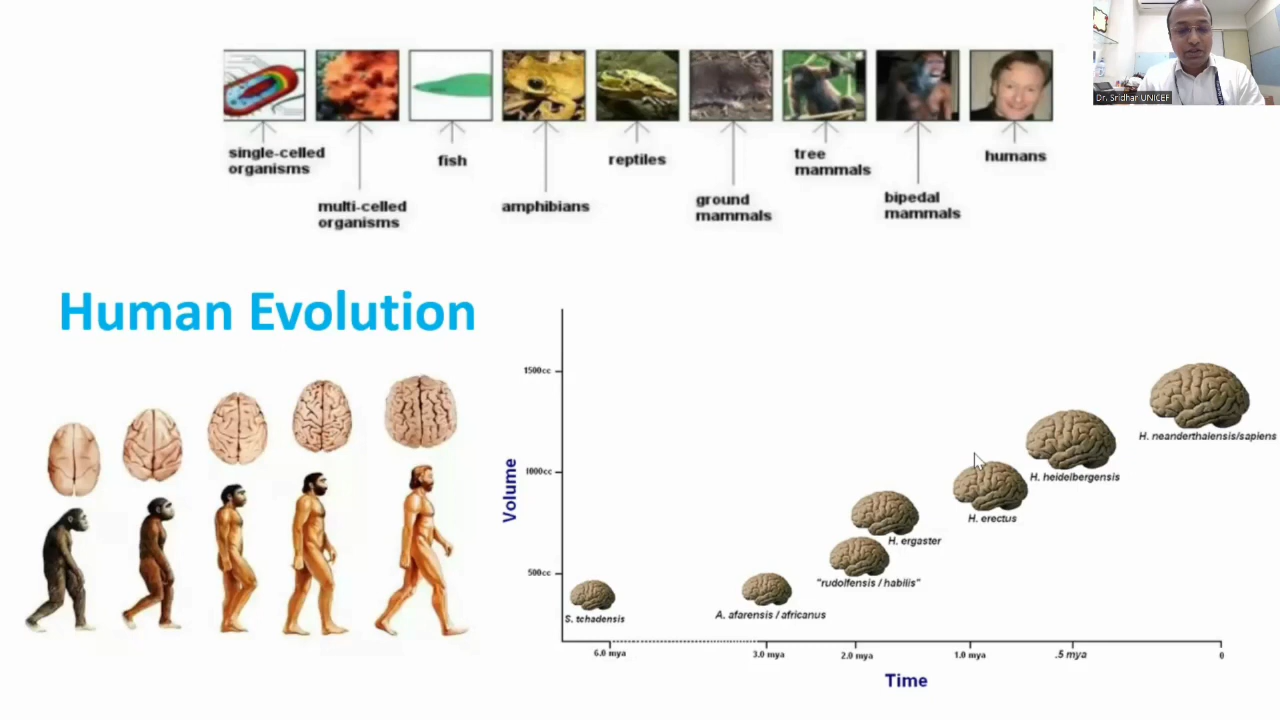 Dr. Sridhar UNICEF
single-celled
organisms
multi-celled
organisms
fish
amphibians
reptiles
ground
mammals
tree
mammals
bipedal
mammals
humans
Human Evolution
Volume
1500cc
1000cc
500cc
H. neanderthalensis/sapiens
H. heidelbergensis
H. erectus
H. ergaster
"rudolfensis / habilis"
A. afarensis / africanus
S. tchadensis
6.0 mya
3.0 mya
2.0 mya
1.0 mya
.5 mya
0
Time